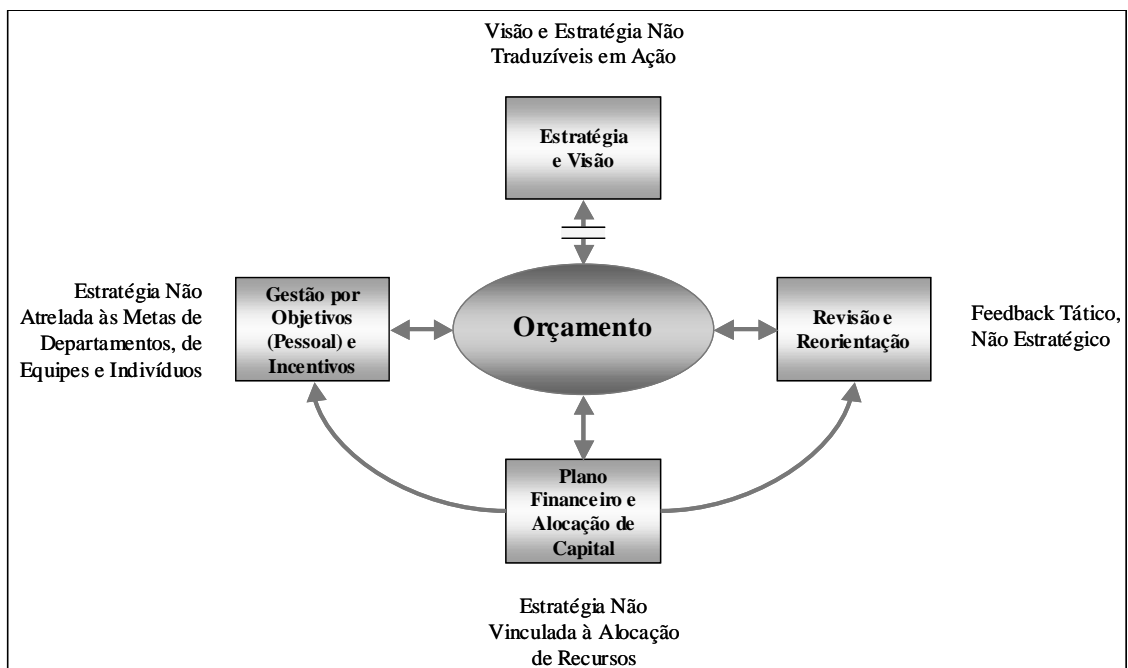 Visão e Estratégia Não
Traduzíveis em Ação
Estratégia
e Visão
Estratégia Não
Atrelada às Metas de
Departamentos, de
Equipes e Indivíduos
Gestão por
Objetivos
(Pessoal) e
Incentivos
Orçamento
Revisão e
Reorientação
Feedback Tático,
Não Estratégico
Plano
Financeiro e
Alocação de
Capital
Estratégia Não
Vinculada à Alocação
de Recursos